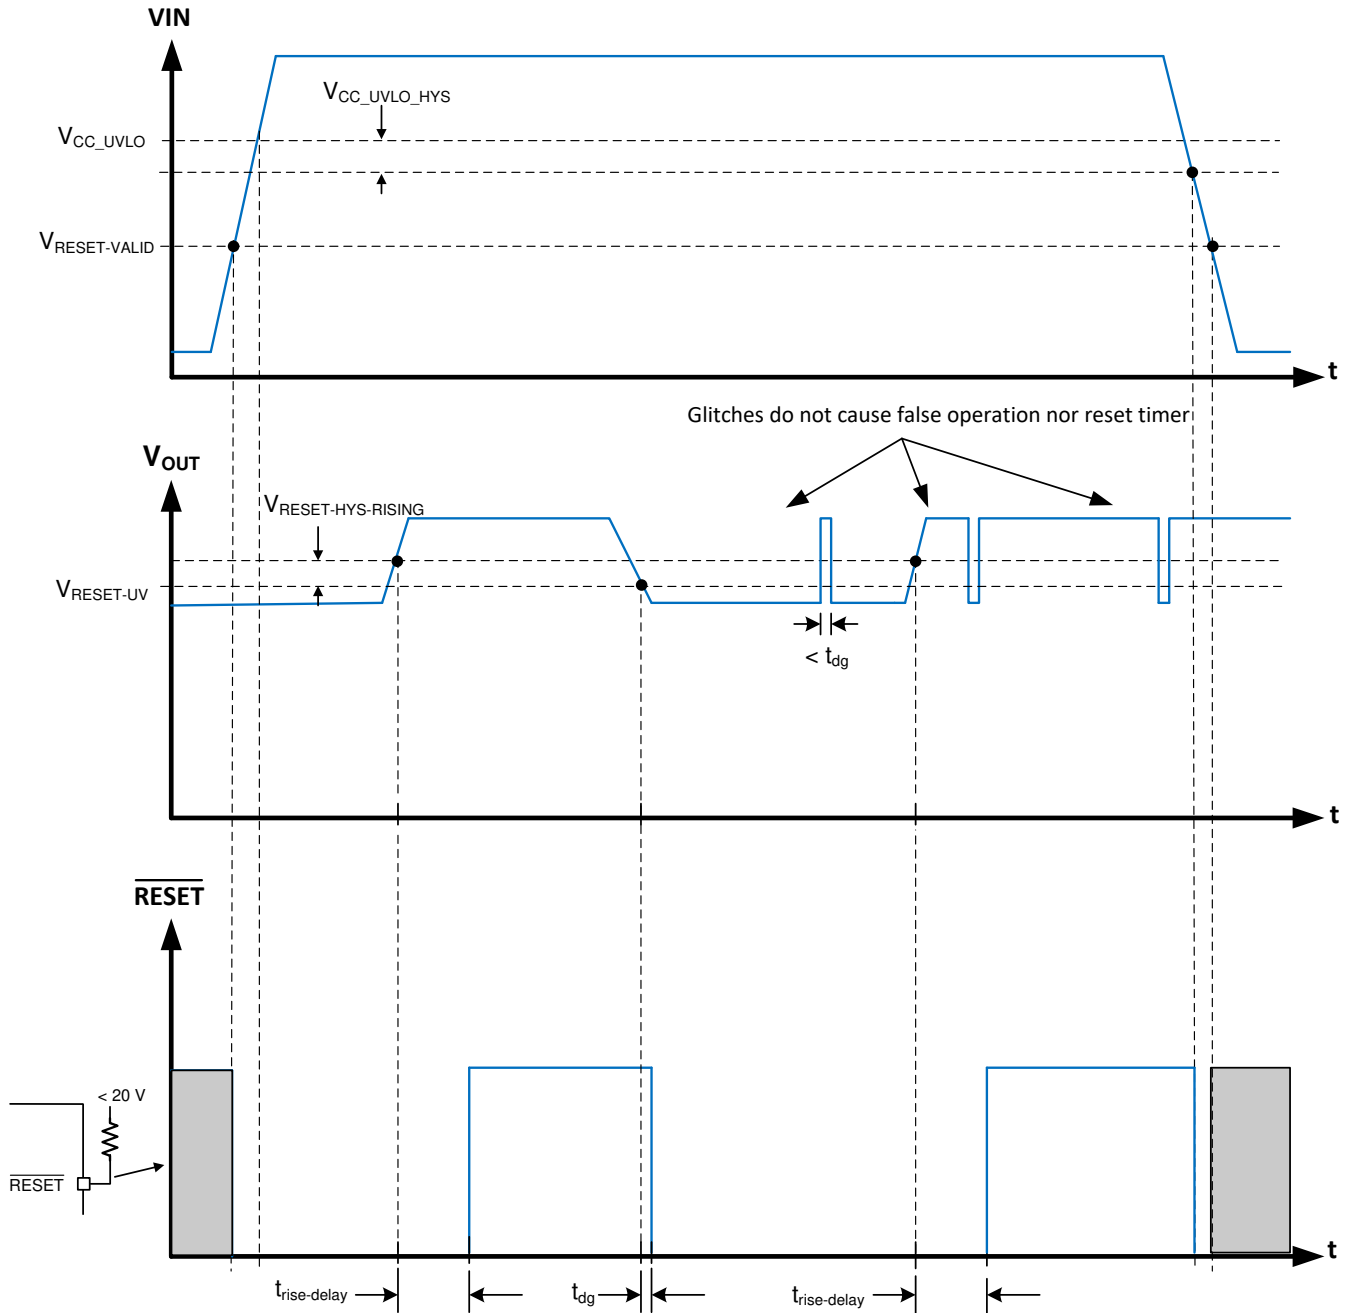 VIN
VCC_UVLO_HYS
VCC_UVLO
VRESET-VALID
t
Glitches do not cause false operation nor reset timer
VOUT
VRESET-HYS-RISING
VRESET-UV
< tdg
t
RESET
< 20 V
RESET
t
trise-delay
tdg
trise-delay